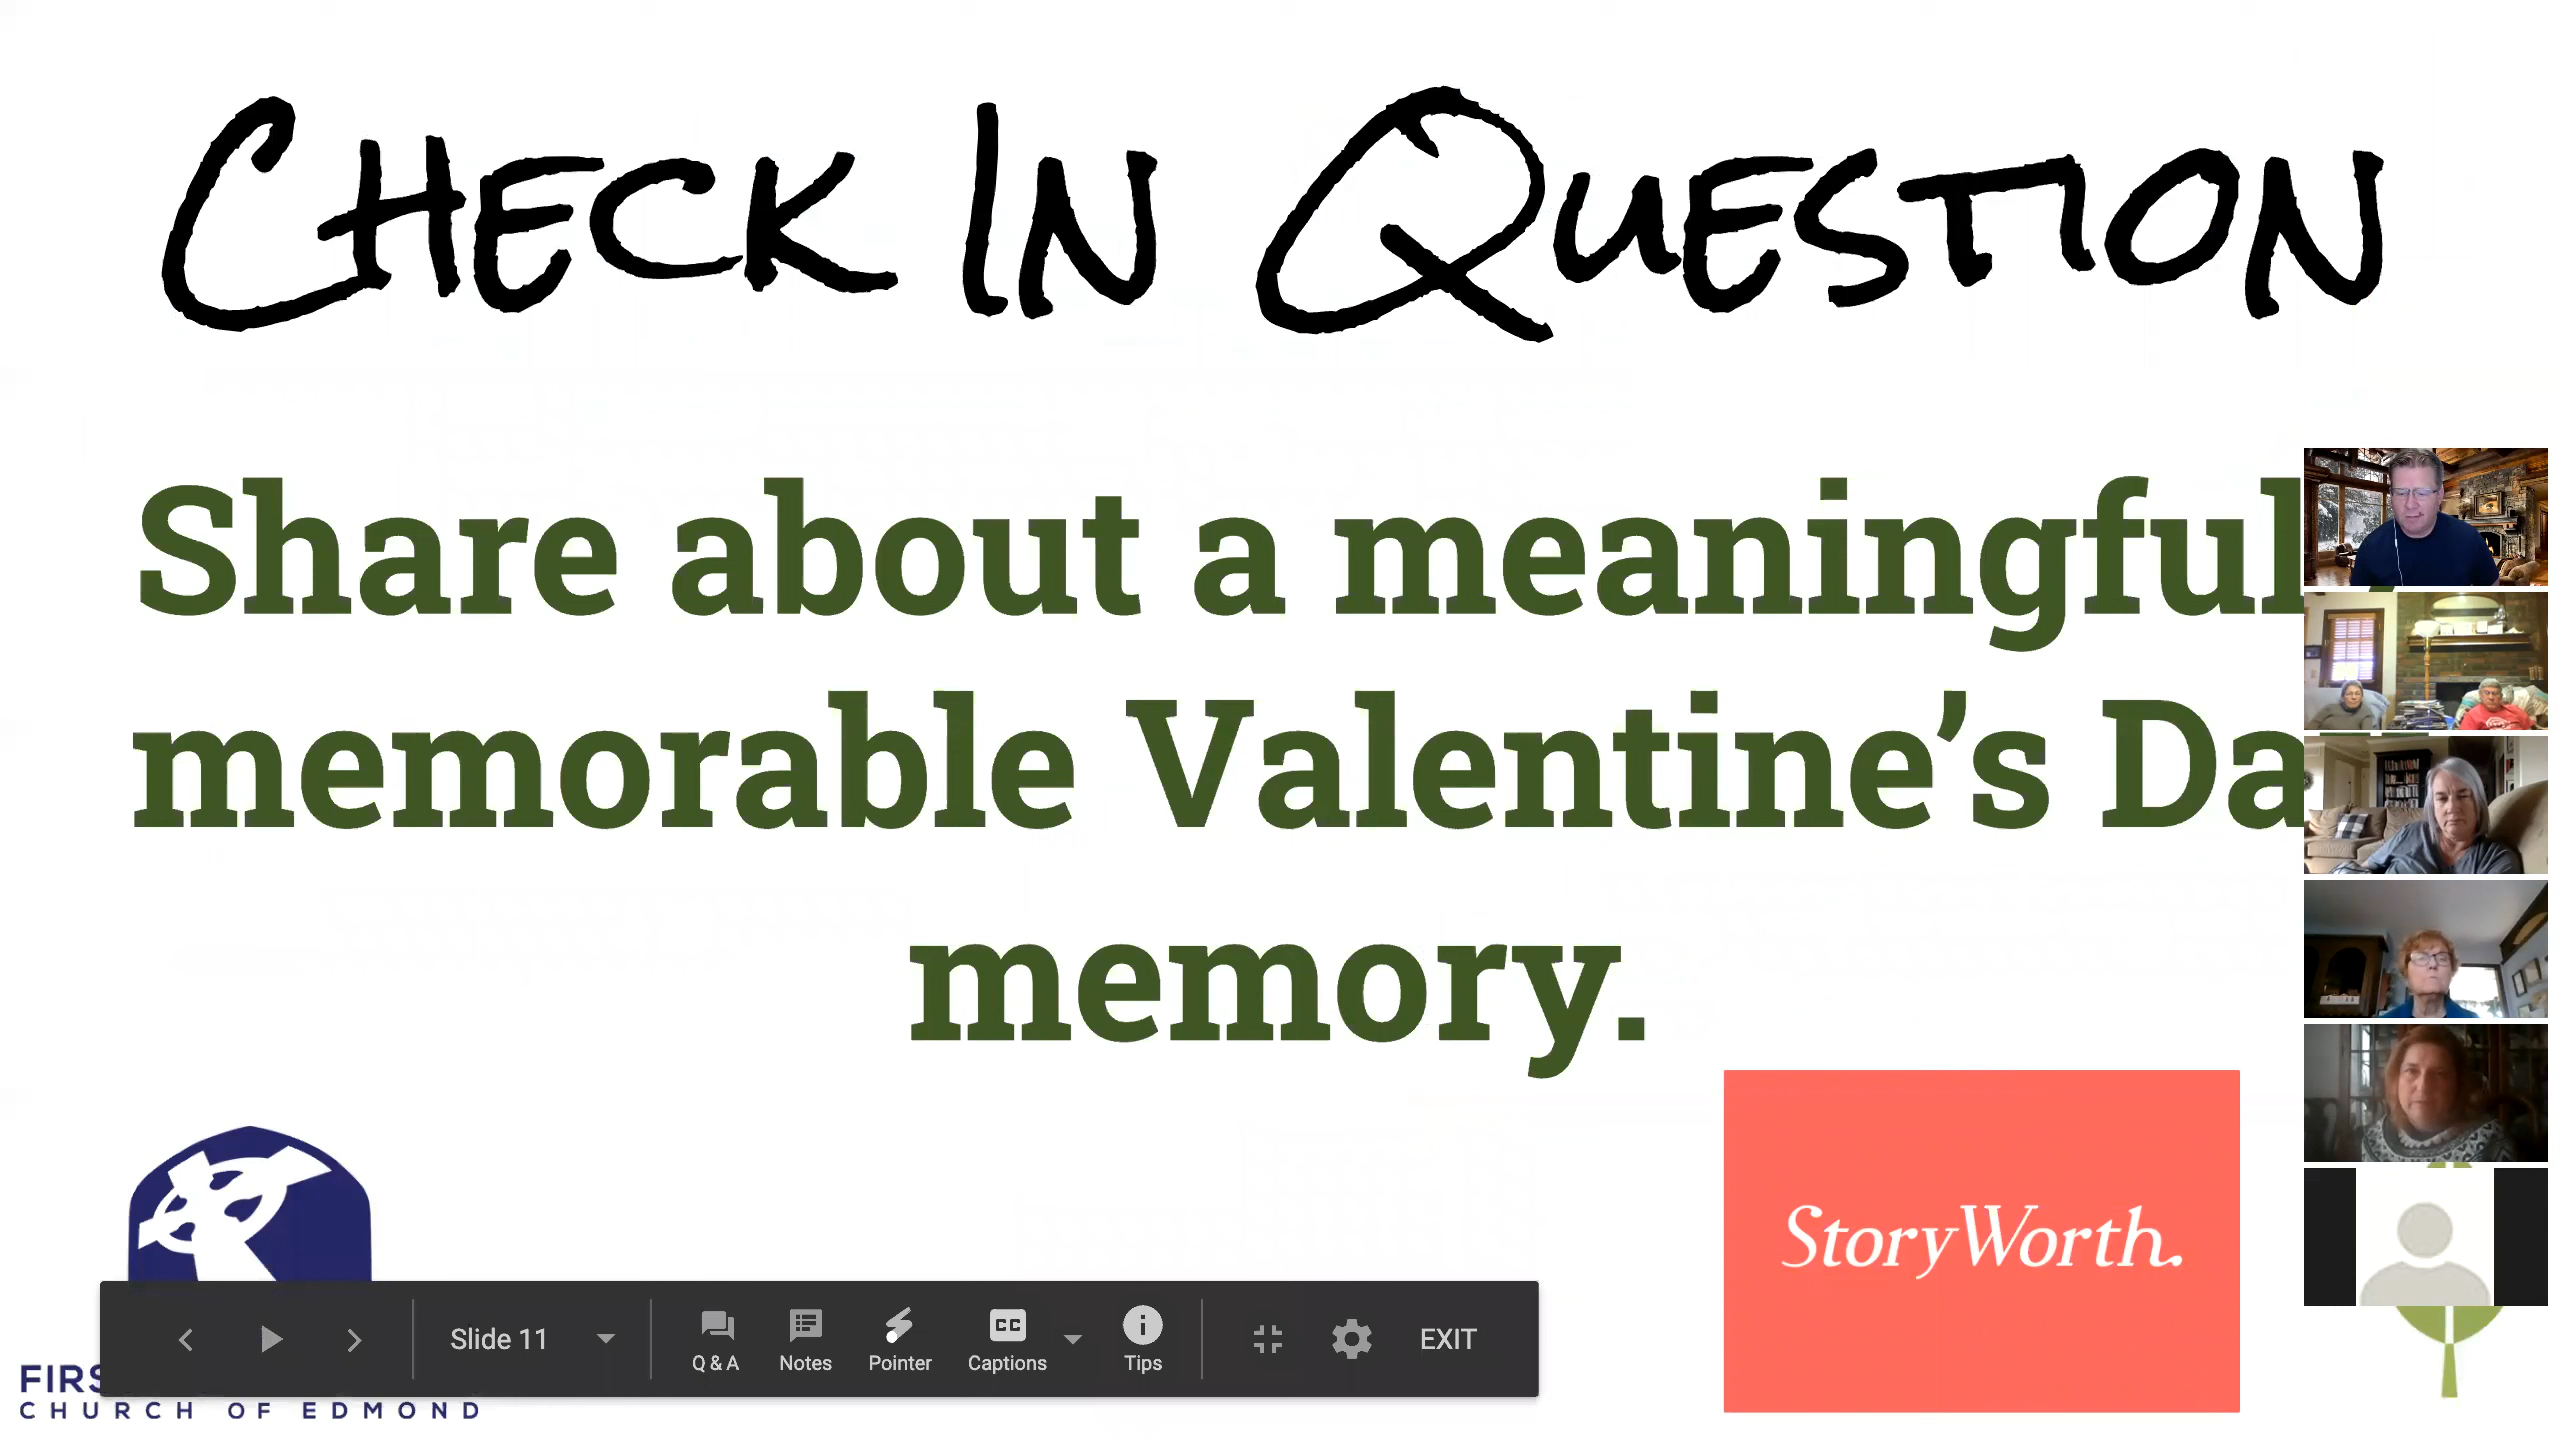 CHECK IN QUESTION
Share about a meaningful
memorable Valentine's Da
memory.
StoryWorth.
Slide 11
Q & A
Notes
Pointer
CC
Captions
Tips
EXIT
FIRS
CHURCH OF EDMOND